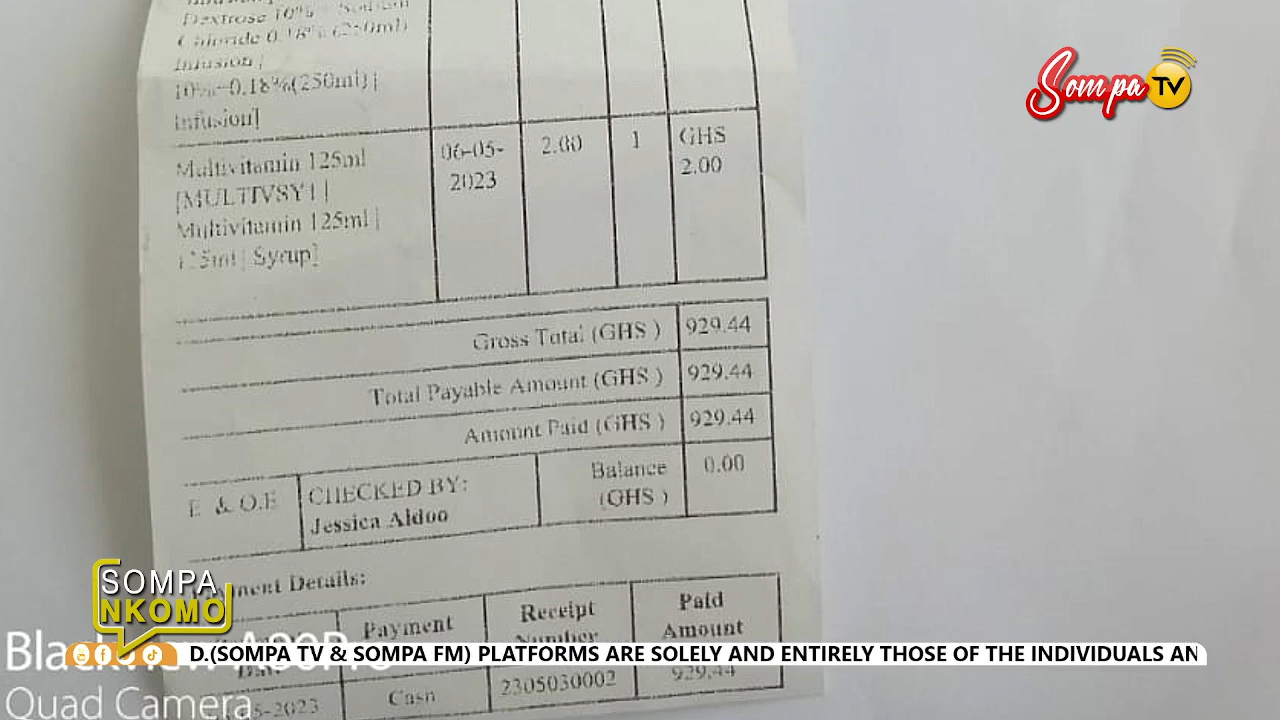 Dextrose 10% - Sodium
Chloride 0.18% (250ml)
Infusion [
10%-0.18%(250ml) |
Infusion]
Multivitamin 125ml
[MULTIVSY1 |
Multivitamin 125ml |
125ml | Syrup]
06-05-
2023
2.00
1
GHS
2.00
Gross Total (GHS ) 929.44
Total Payable Amount (GHS ) 929.44
Amount Paid (GHS ) 929.44
E & O.E
CHECKED BY:
Jessica Aidoo
Balance
(GHS )
0.00
Details:
Payment
Receipt
Number
Paid
Amount
5-2023
Cash
2305030002
929.44
Som pa TV
SOMPA
NKOMO
D.(SOMPA TV & SOMPA FM) PLATFORMS ARE SOLELY AND ENTIRELY THOSE OF THE INDIVIDUALS AN
Quad Camera